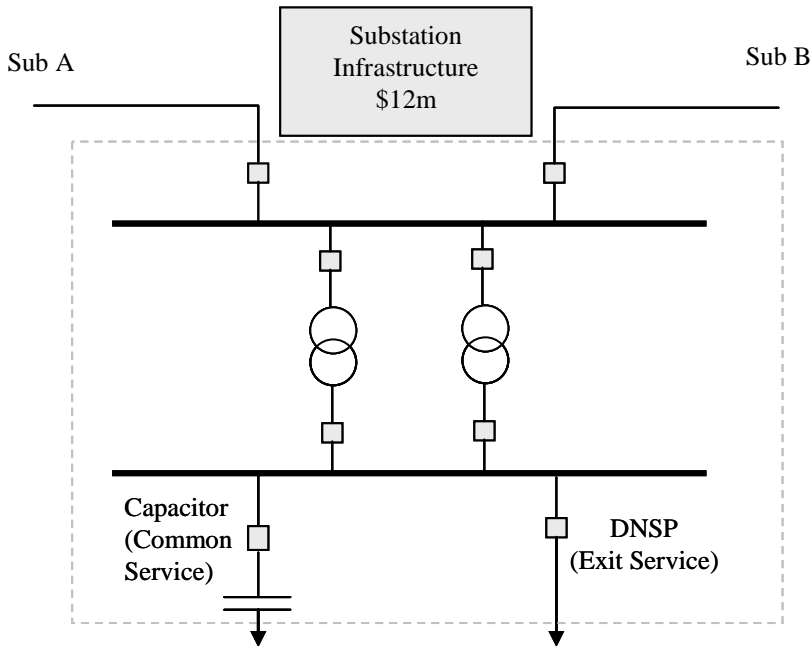 Sub A
Substation
Infrastructure
$12m
Sub B
Capacitor
(Common
Service)
DNSP
(Exit Service)